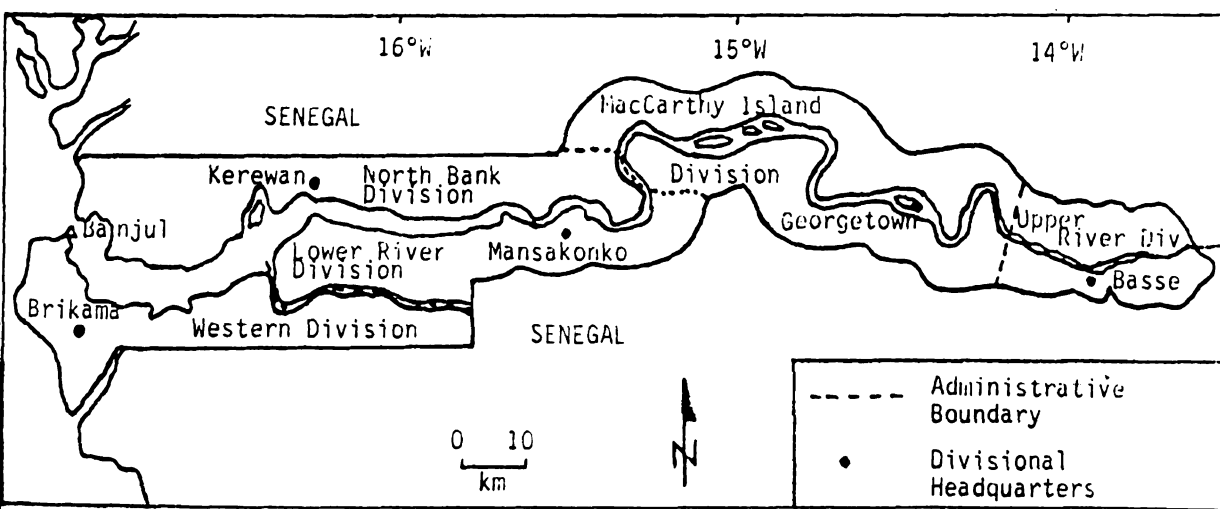 16°W
15°W
14°W
MacCarthy Island
SENEGAL
Kerewan
North Bank
Division
Division
Banjul
Georgetown
Upper
River Div
Lower River
Division
Mansakonko
Basse
Brikama
Western Division
SENEGAL
0 10
km
N
Administrative
Boundary
Divisional
Headquarters